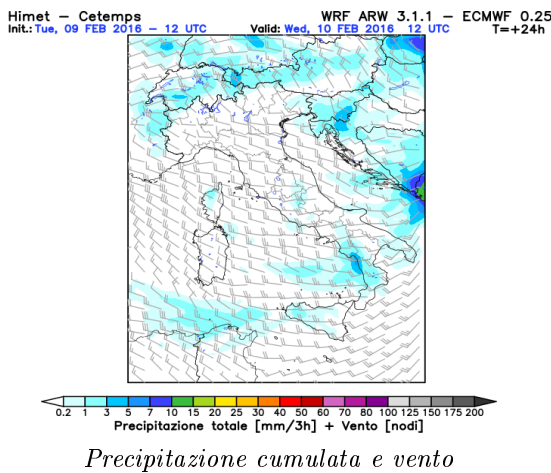 Himet – Cetemps WRF ARW 3.1.1 – ECMWF 0.25
Init.: Tue, 09 FEB 2016 – 12 UTC Valid: Wed, 10 FEB 2016 12 UTC T=+24h
0.2 1 3 5 7 10 15 20 25 30 40 50 60 70 80 100 125 150 175 200
Precipitazione totale [mm/3h] + Vento [nodi]
Precipitazione cumulata e vento